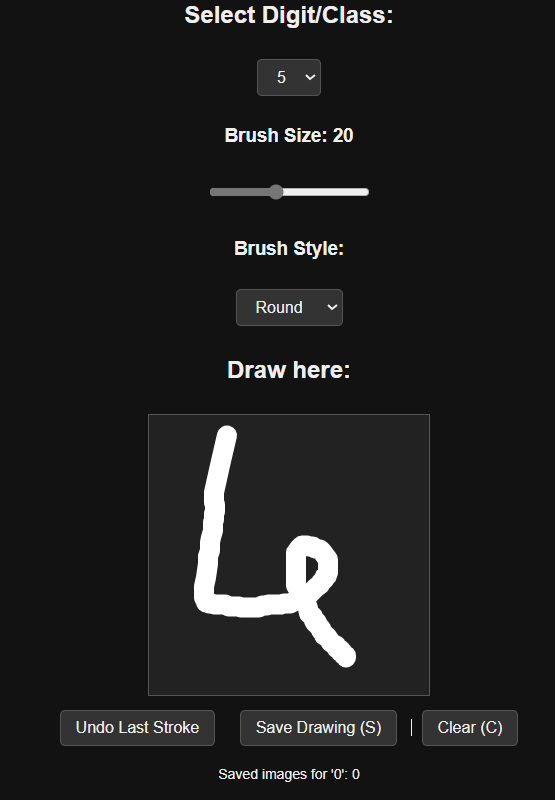 Select Digit/Class:
5
Brush Size: 20
Brush Style:
Round
Draw here:
Undo Last Stroke
Save Drawing (S)
|
Clear (C)
Saved images for '0': 0